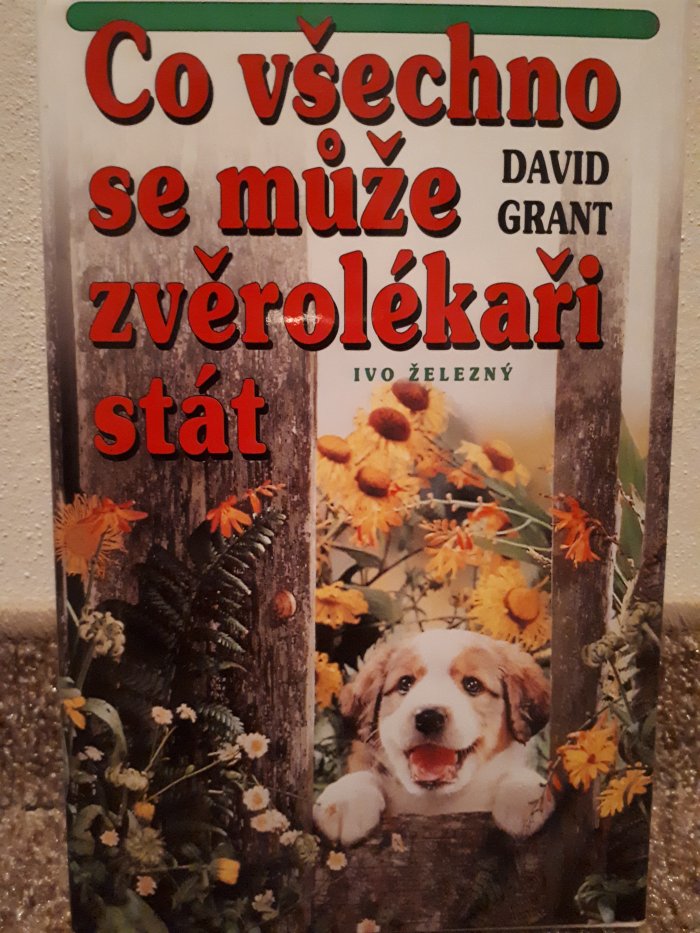 Co všechno
se může
zvěrolékaři
stát
DAVID
GRANT
IVO ŽELEZNÝ